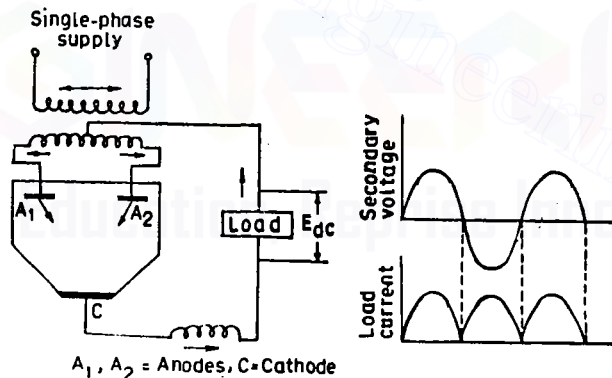 Single-phase
supply
A₁
A₂
C
Load
Edc
A₁, A₂ = Anodes, C=Cathode
Secondary
voltage
Load
current